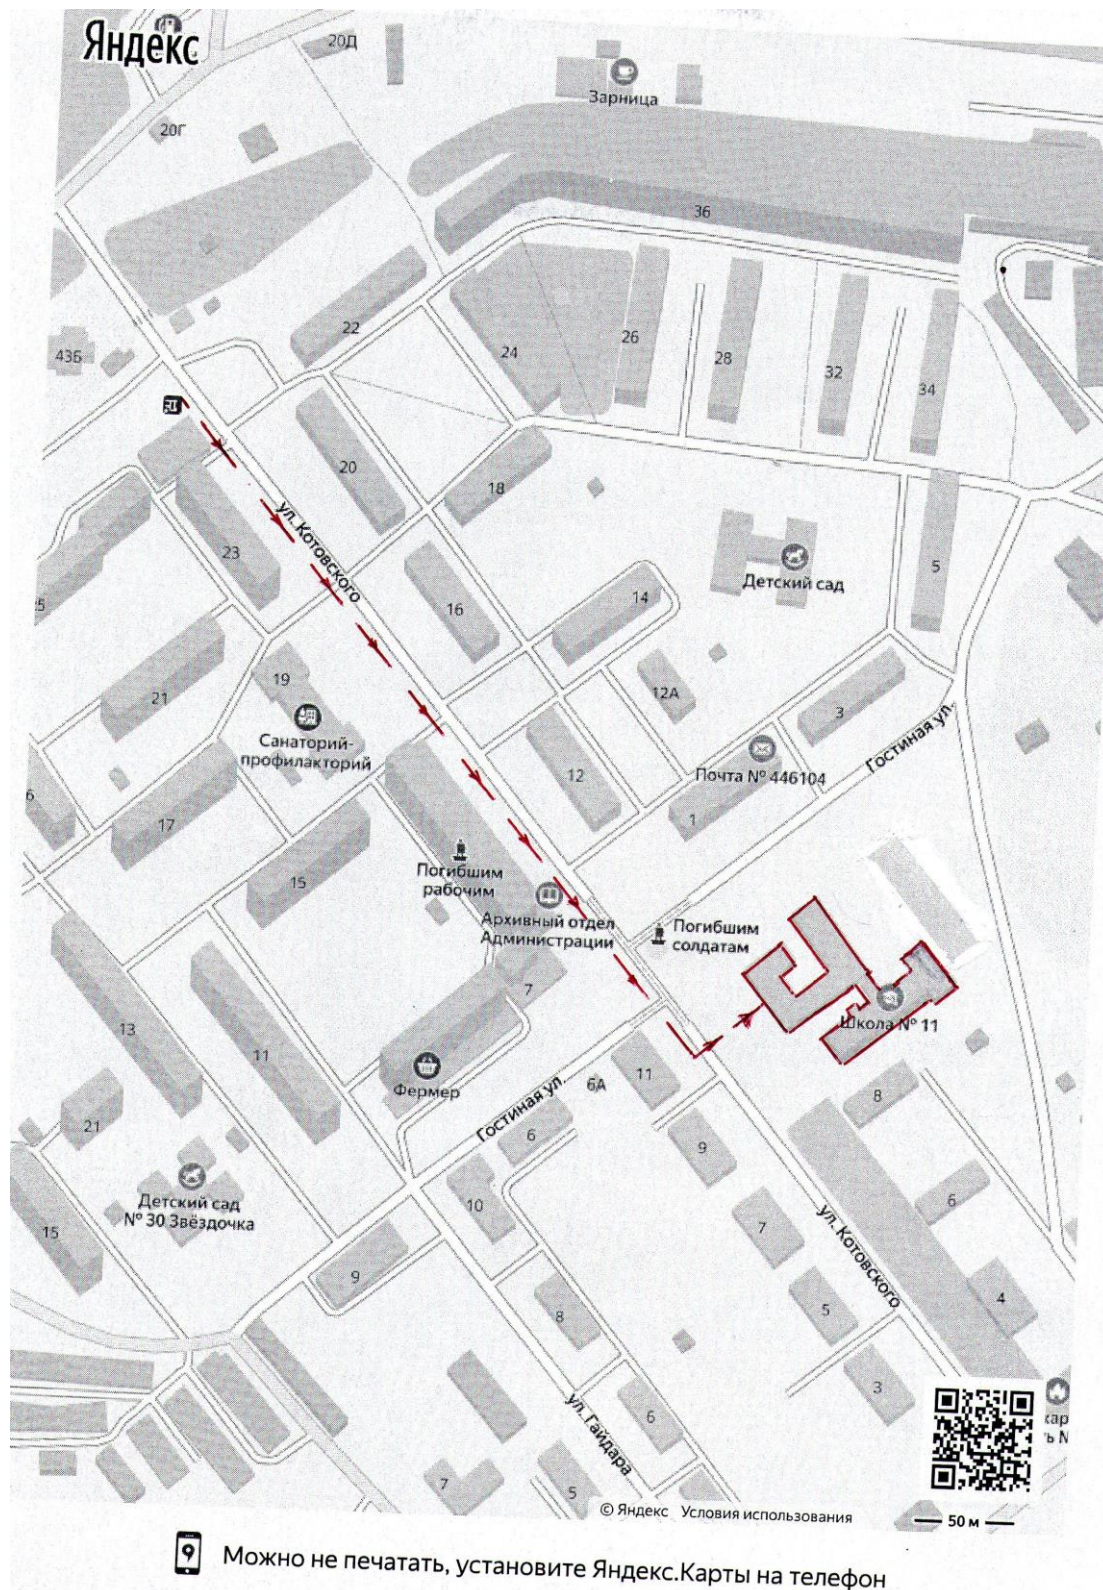 Яндекс
20Д
Зарница
20Г
36
22
26
43Б
24
28
32
34
20
18
23
ул. Котовского
Детский сад
5
14
16
21
19
12А
3
Санаторий-
профилакторий
12
Почта № 446104
Гостиная ул.
17
1
15
Погибшим
рабочим
Архивный отдел
Администрации
Погибшим
солдатам
7
13
11
Школа № 11
Фермер
11
6А
8
21
Гостиная ул.
6
9
Детский сад
№ 30 Звёздочка
10
6
15
7
ул. Котовского
9
8
5
4
3
6
ул. Гайдара
7
5
© Яндекс Условия использования
50 м
Можно не печатать, установите Яндекс.Карты на телефон